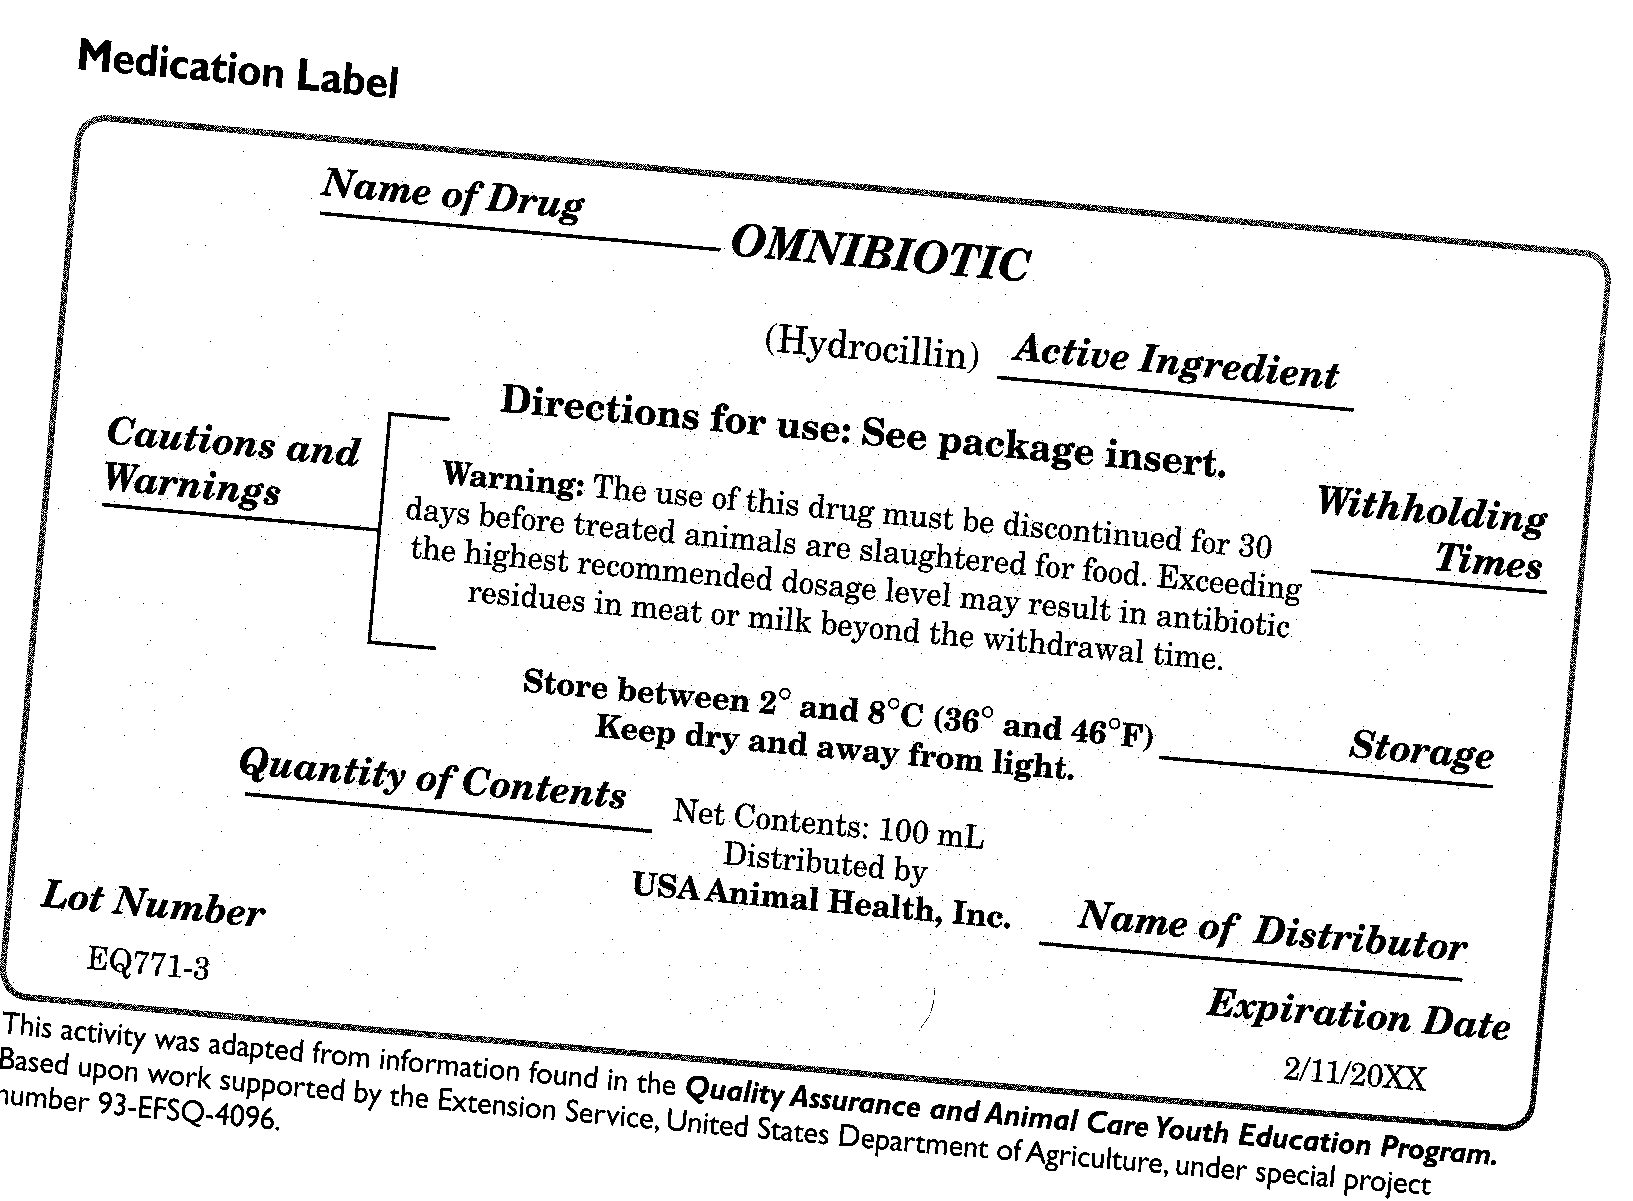 Medication Label
Name of Drug
OMNIBIOTIC
(Hydrocillin) Active Ingredient
Directions for use: See package insert.
Cautions and
Warnings
Warning: The use of this drug must be discontinued for 30
days before treated animals are slaughtered for food. Exceeding
the highest recommended dosage level may result in antibiotic
residues in meat or milk beyond the withdrawal time.
Withholding
Times
Store between 2° and 8°C (36° and 46°F)
Keep dry and away from light.
Storage
Quantity of Contents
Net Contents: 100 mL
Distributed by
USA Animal Health, Inc.
Name of Distributor
Lot Number
EQ771-3
Expiration Date
2/11/20XX
This activity was adapted from information found in the Quality Assurance and Animal Care Youth Education Program.
Based upon work supported by the Extension Service, United States Department of Agriculture, under special project
number 93-EFSQ-4096.